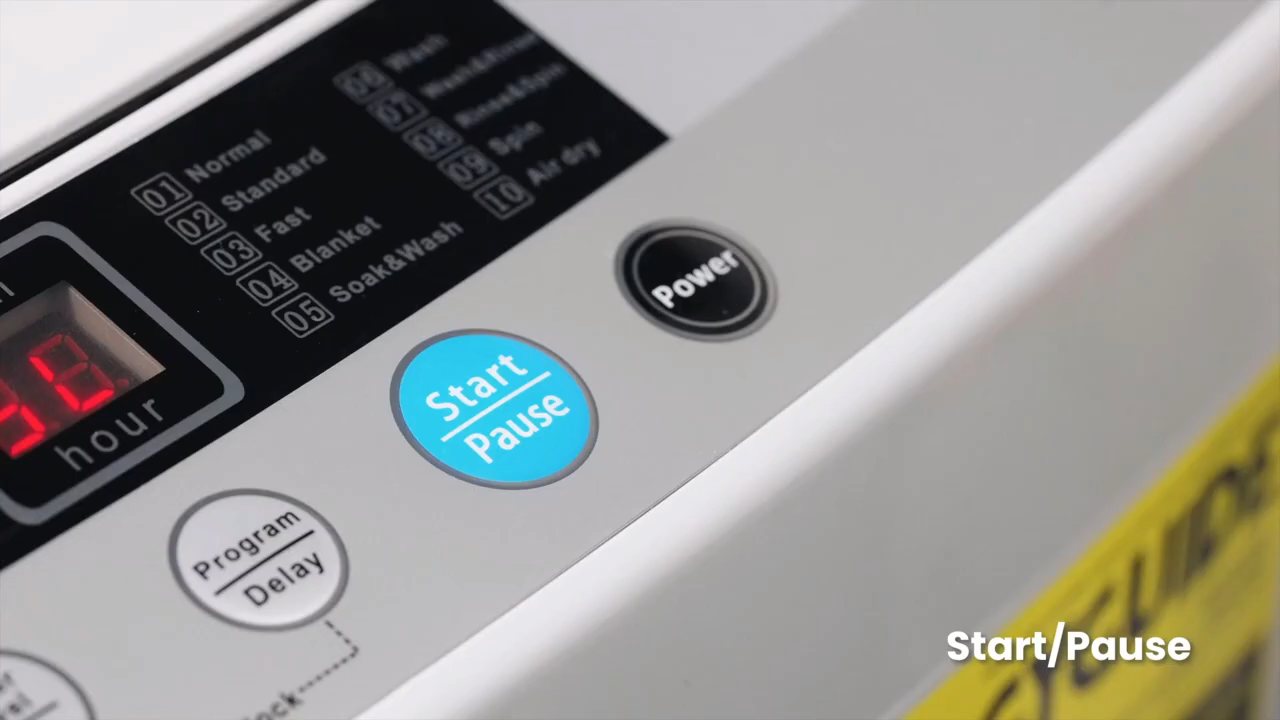 01 Normal
02 Standard
03 Fast
04 Blanket
05 Soak&Wash
06 Wash
07 Wash&Rinse
08 Rinse&Spin
09 Spin
10 Air dry
hour
Power
Start
Pause
Program
Delay
Start/Pause